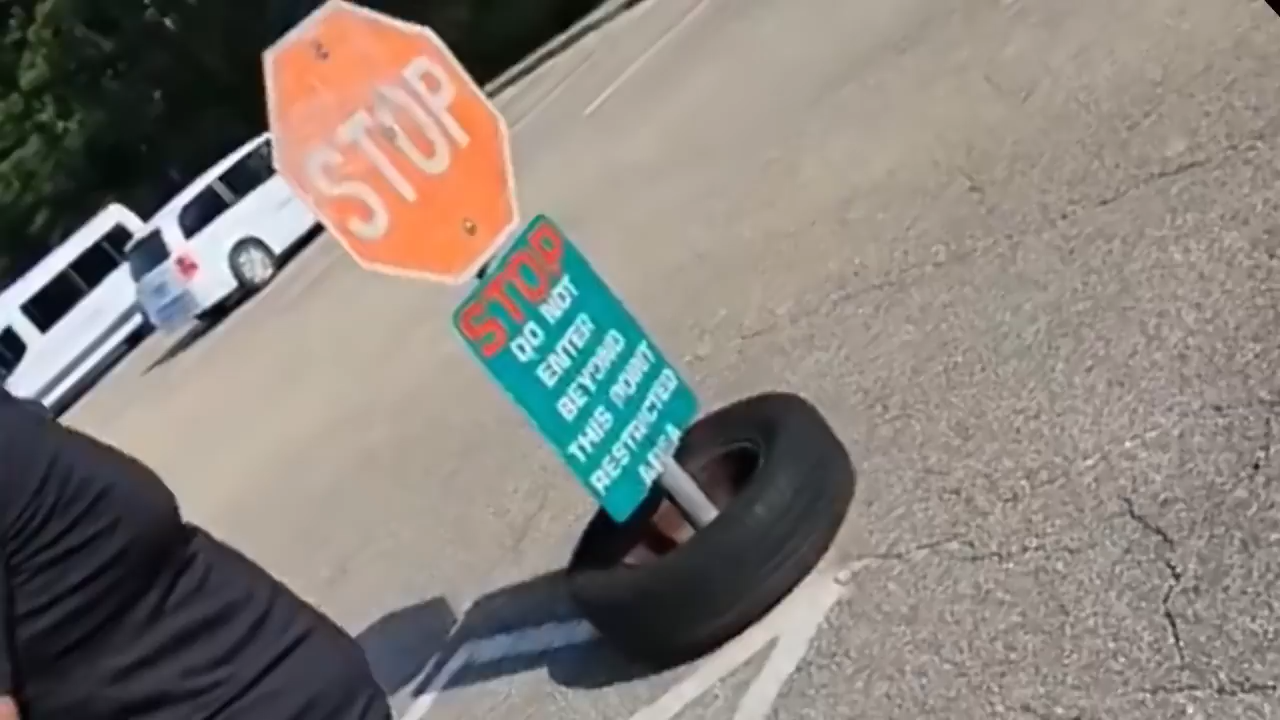 STOP
STOP
DO NOT
ENTER
BEYOND
THIS POINT
RESTRICTED
AREA